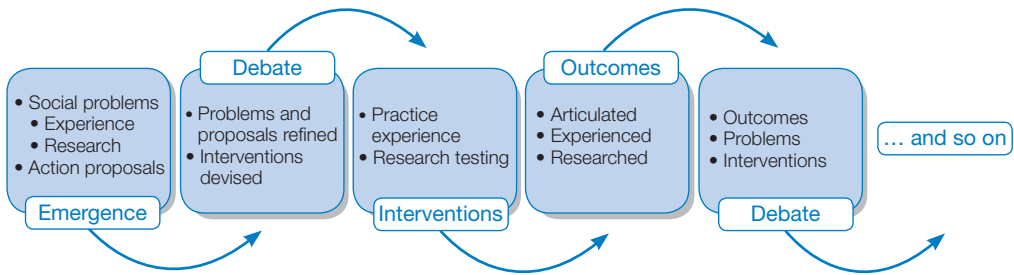 • Social problems
• Experience
• Research
• Action proposals
Emergence
Debate
• Problems and
proposals refined
• Interventions
devised
• Practice
experience
• Research testing
Interventions
Outcomes
• Articulated
• Experienced
• Researched
• Outcomes
• Problems
• Interventions
Debate
… and so on